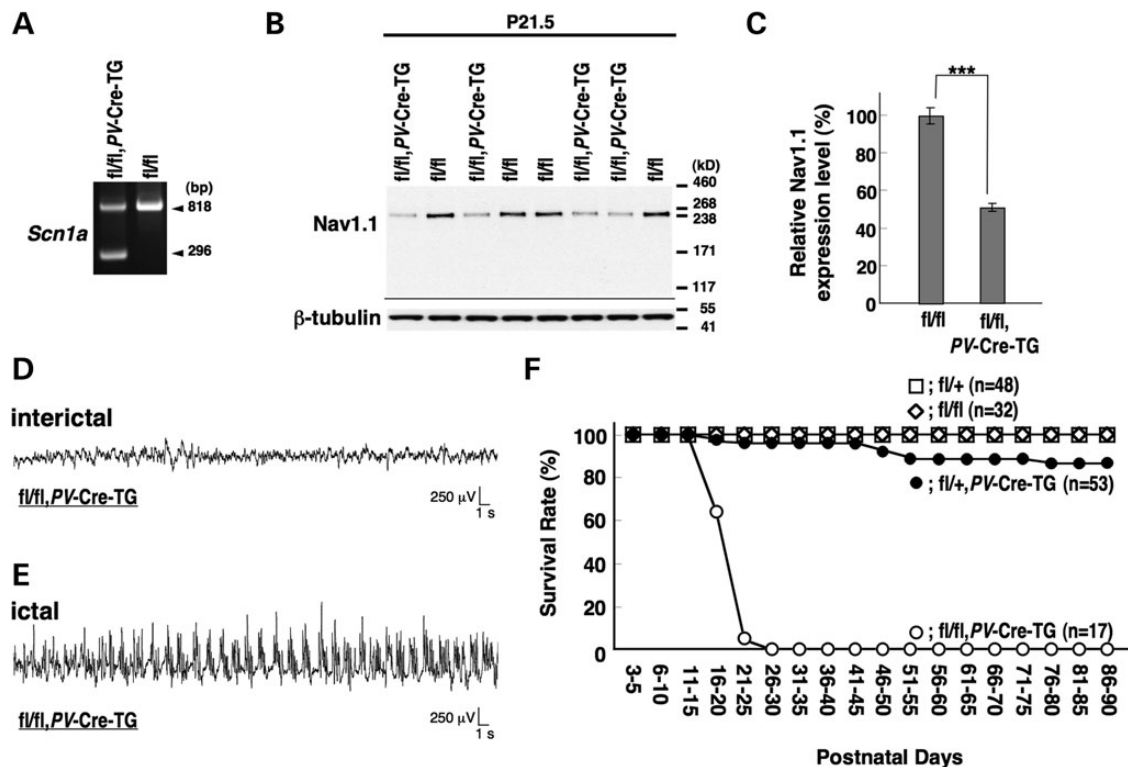 A
fl/fl,PV-Cre-TG
fl/fl
(bp)
818
Scn1a
296
B
P21.5
fl/fl,PV-Cre-TG
fl/fl
fl/fl,PV-Cre-TG
fl/fl
fl/fl
fl/fl,PV-Cre-TG
fl/fl,PV-Cre-TG
fl/fl
(kD)
460
268
Nav1.1
238
171
117
55
β-tubulin
41
C
***
Relative Nav1.1
expression level (%)
100
80
60
40
20
0
fl/fl
fl/fl,
PV-Cre-TG
D
interictal
fl/fl,PV-Cre-TG
250 μV
1 s
E
ictal
fl/fl,PV-Cre-TG
250 μV
1 s
F
; fl/+ (n=48)
; fl/fl (n=32)
; fl/+,PV-Cre-TG (n=53)
; fl/fl,PV-Cre-TG (n=17)
Survival Rate (%)
100
80
60
40
20
0
3-5
6-10
11-15
16-20
21-25
26-30
31-35
36-40
41-45
46-50
51-55
56-60
61-65
66-70
71-75
76-80
81-85
86-90
Postnatal Days